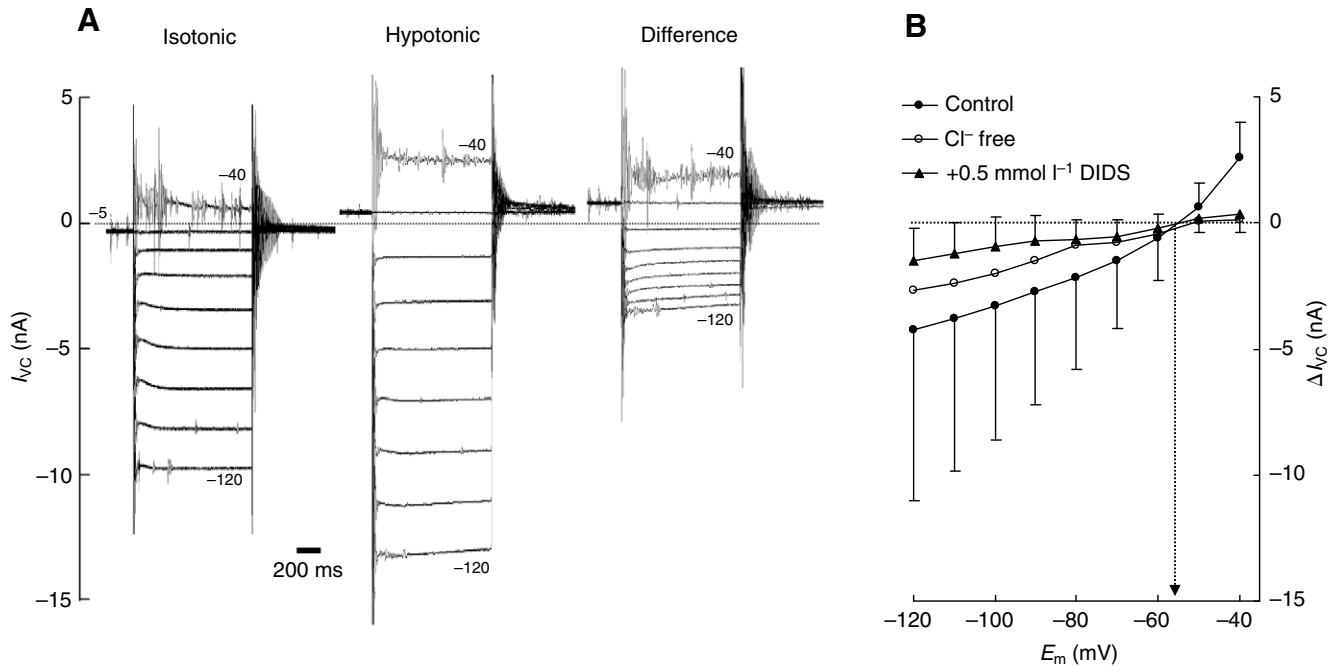 A
Isotonic
Hypotonic
Difference
5
0
−5
−10
−15
I_VC (nA)
−5
−40
−120
−40
−120
−40
−120
200 ms
B
Control
Cl⁻ free
+0.5 mmol l⁻¹ DIDS
5
0
−5
−10
−15
Δ I_VC (nA)
−120
−100
−80
−60
−40
E_m (mV)